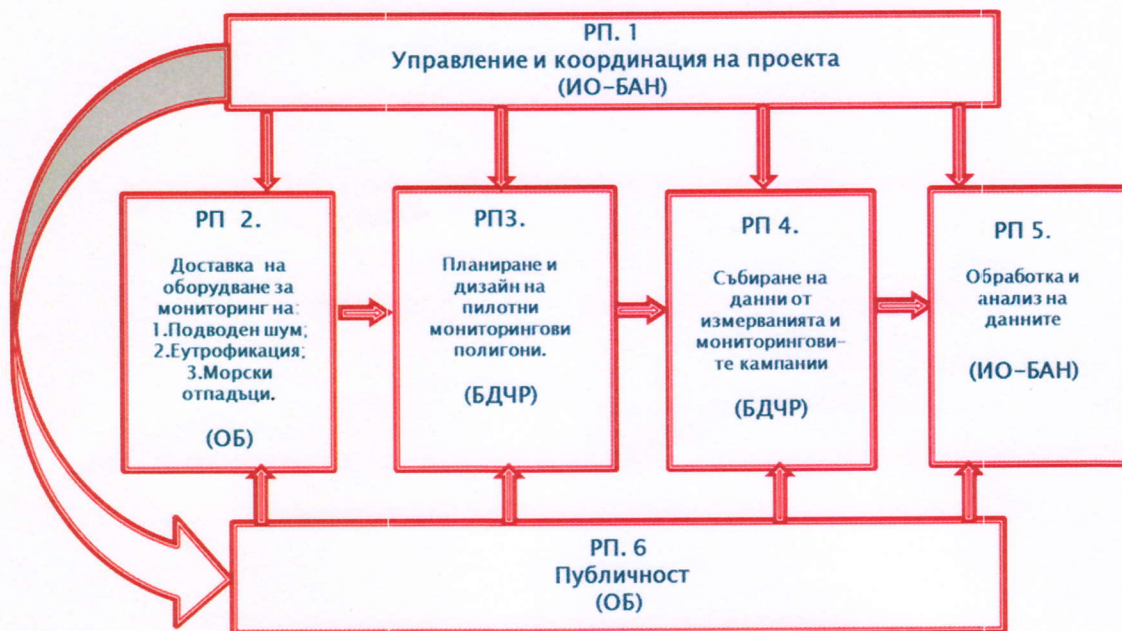 РП. 1
Управление и координация на проекта
(ИО-БАН)
РП 2.
Доставка на
оборудване за
мониторинг на:
1.Подводен шум;
2.Еутрофикация;
3.Морски
отпадъци.
(ОБ)
РП3.
Планиране и
дизайн на
пилотни
мониторингови
полигони.
(БДЧР)
РП 4.
Събиране на
данни от
измерванията и
мониторингови-
те кампании
(БДЧР)
РП 5.
Обработка и
анализ на
данните
(ИО-БАН)
РП. 6
Публичност
(ОБ)